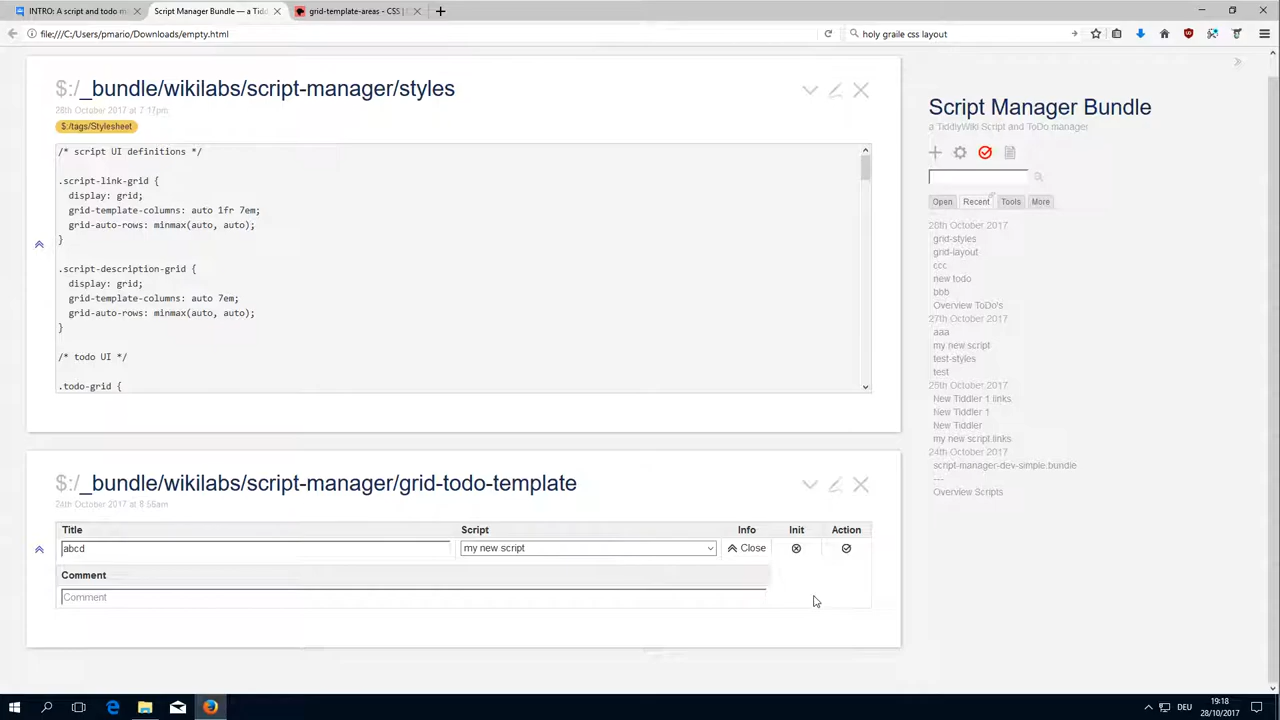 INTRO: A script and todo m
Script Manager Bundle — a Tiddl
grid-template-areas - CSS |
file:///C:/Users/pmario/Downloads/empty.html
holy graile css layout
$:/_bundle/wikilabs/script-manager/styles
28th October 2017 at 7:17pm
$:/tags/Stylesheet
/* script UI definitions */
.script-link-grid {
display: grid;
grid-template-columns: auto 1fr 7em;
grid-auto-rows: minmax(auto, auto);
}
.script-description-grid {
display: grid;
grid-template-columns: auto 7em;
grid-auto-rows: minmax(auto, auto);
}
/* todo UI */
.todo-grid {
$:/_bundle/wikilabs/script-manager/grid-todo-template
Title
Script
Info
Init
Action
abcd
my new script
Close
Comment
Comment
Script Manager Bundle
a TiddlyWiki Script and ToDo manager
Open
Recent
Tools
More
28th October 2017
grid-styles
grid-layout
ccc
new todo
bbb
Overview ToDo's
27th October 2017
aaa
my new script
test-styles
test
New Tiddler 1 links
New Tiddler 1
New Tiddler
my new script links
24th October 2017
script-manager-dev-simple.bundle
---
Overview Scripts
DEU
19:18
28/10/2017